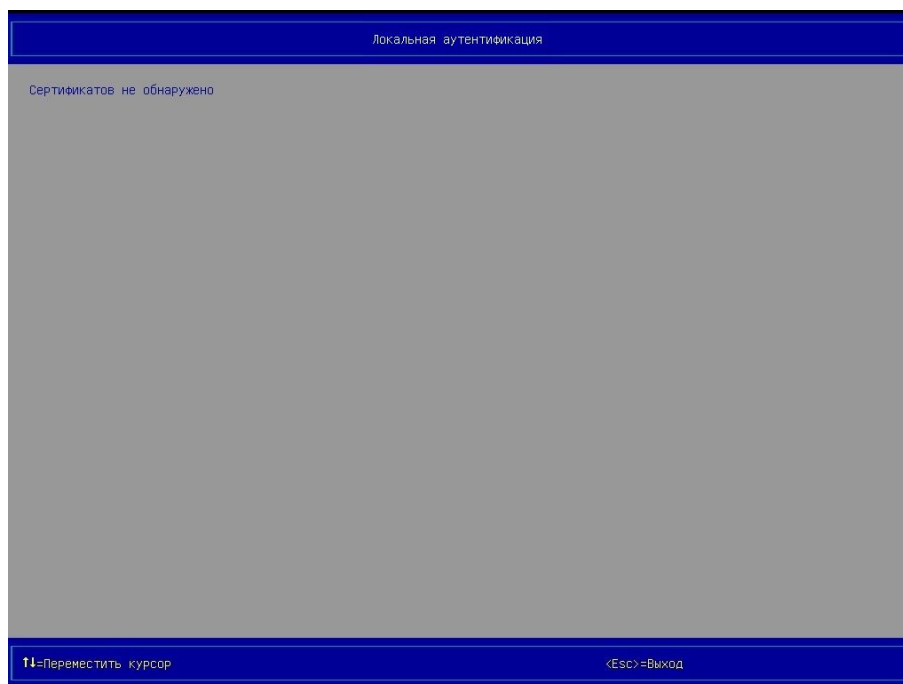 Локальная аутентификация
Сертификатов не обнаружено
↑↓=Переместить курсор <Esc>=Выход